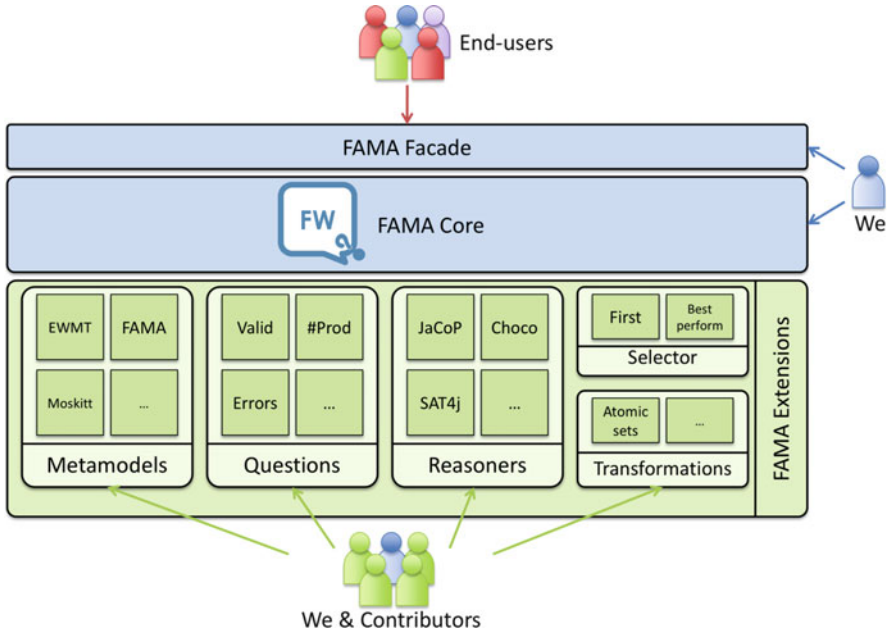 End-users
FAMA Facade
We
FW
FAMA Core
EWMT
FAMA
Moskitt
...
Metamodels
Valid
#Prod
Errors
...
Questions
JaCoP
Choco
SAT4j
...
Reasoners
First
Best
perform
Selector
Atomic
sets
...
Transformations
FAMA Extensions
We & Contributors